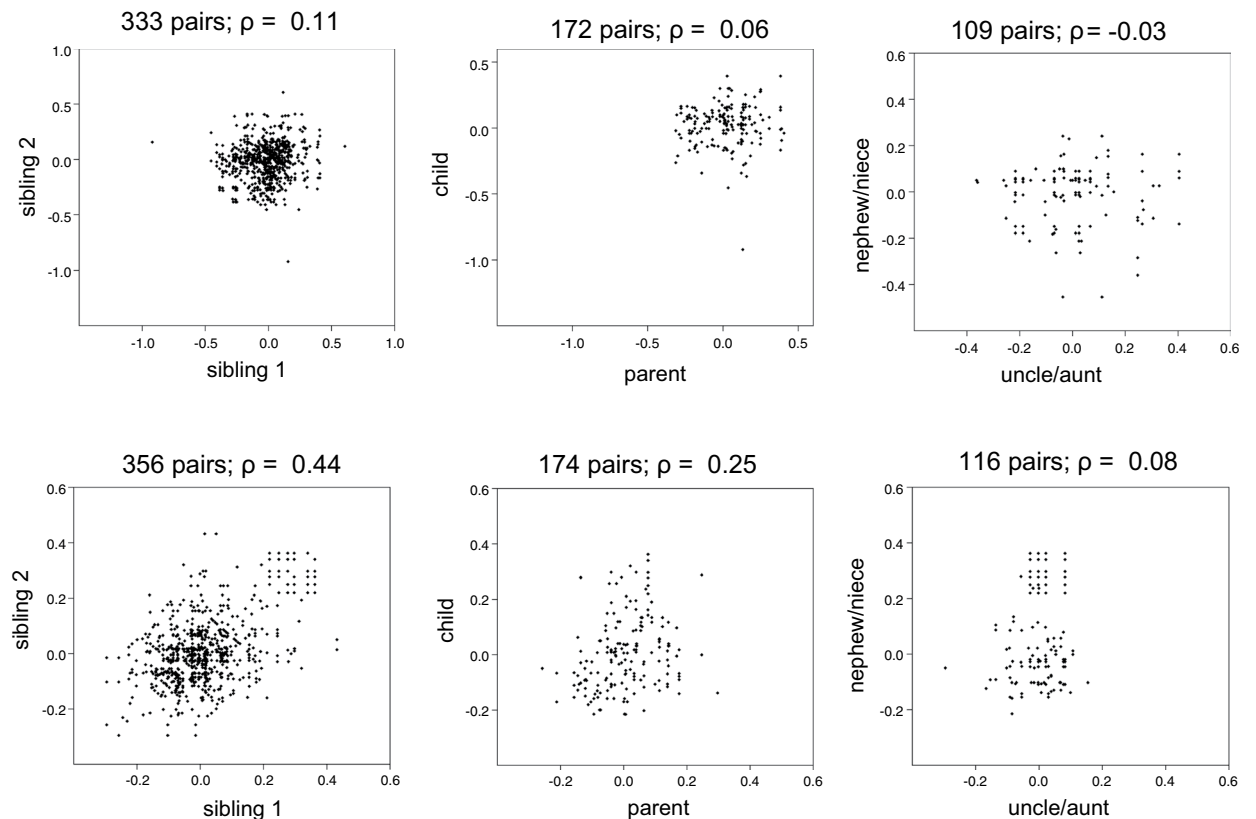 333 pairs; ρ = 0.11
1.0
0.5
0.0
-0.5
-1.0
sibling 2
-1.0 -0.5 0.0 0.5 1.0
sibling 1
172 pairs; ρ = 0.06
0.5
0.0
-0.5
-1.0
child
-1.0 -0.5 0.0 0.5
parent
109 pairs; ρ= -0.03
0.6
0.4
0.2
0.0
-0.2
-0.4
nephew/niece
-0.4 -0.2 0.0 0.2 0.4 0.6
uncle/aunt
356 pairs; ρ = 0.44
0.6
0.4
0.2
0.0
-0.2
sibling 2
-0.2 0.0 0.2 0.4 0.6
sibling 1
174 pairs; ρ = 0.25
0.6
0.4
0.2
0.0
-0.2
child
-0.2 0.0 0.2 0.4 0.6
parent
116 pairs; ρ = 0.08
0.6
0.4
0.2
0.0
-0.2
nephew/niece
-0.2 0.0 0.2 0.4 0.6
uncle/aunt